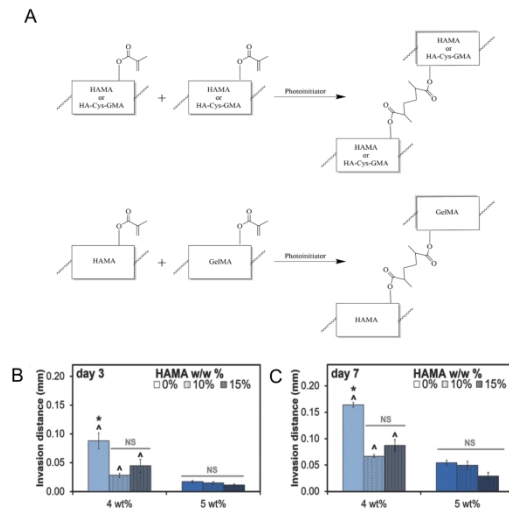 A
HAMA
or
HA-Cys-GMA
+
HAMA
or
HA-Cys-GMA
Photoinitiator
HAMA
or
HA-Cys-GMA
HAMA
or
HA-Cys-GMA
HAMA
+
GelMA
Photoinitiator
GelMA
HAMA
B
Invasion distance (mm)
day 3
HAMA w/w %
0% 10% 15%
0.20
0.15
0.10
0.05
0.00
*
^
NS
^
^
NS
4 wt%
5 wt%
C
Invasion distance (mm)
day 7
HAMA w/w %
0% 10% 15%
0.20
0.15
0.10
0.05
0.00
*
^
NS
^
^
NS
4 wt%
5 wt%